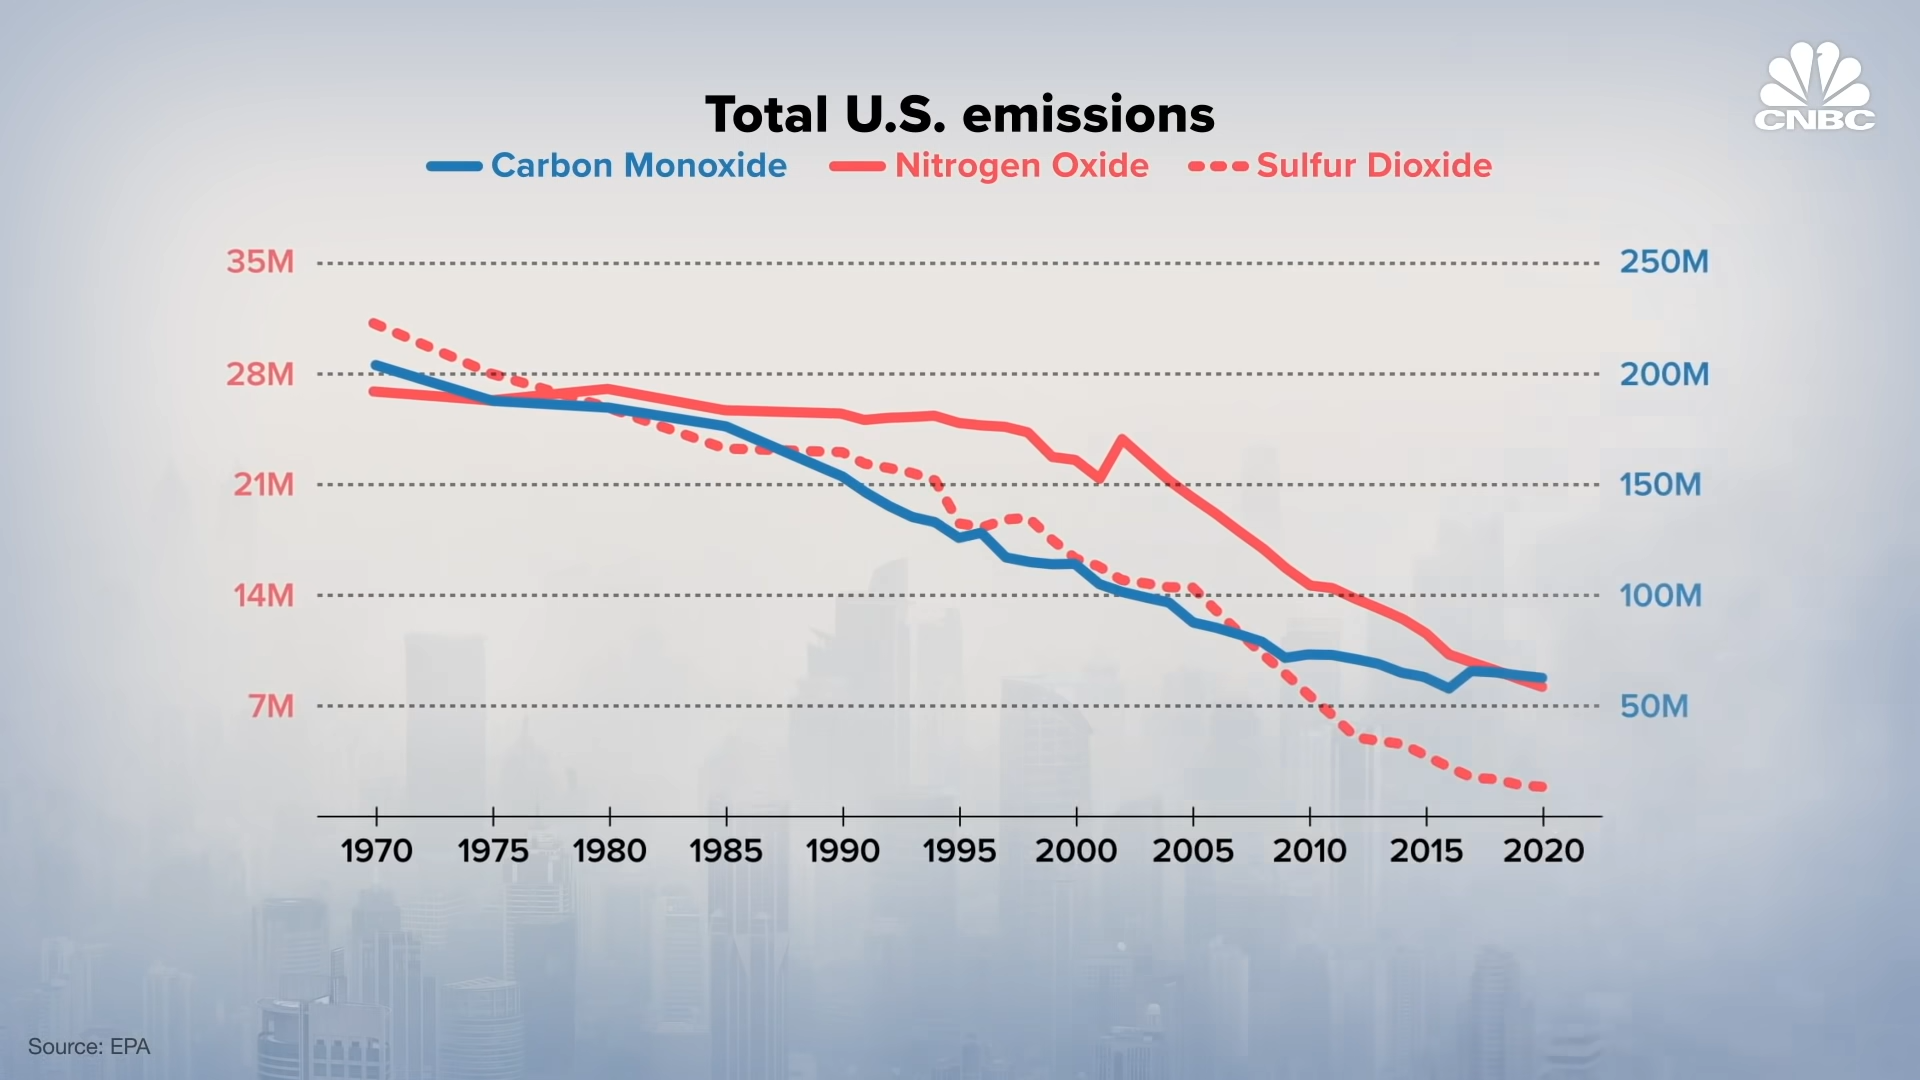 CNBC
Total U.S. emissions
Carbon Monoxide Nitrogen Oxide Sulfur Dioxide
35M 250M
28M 200M
21M 150M
14M 100M
7M 50M
1970 1975 1980 1985 1990 1995 2000 2005 2010 2015 2020
Source: EPA